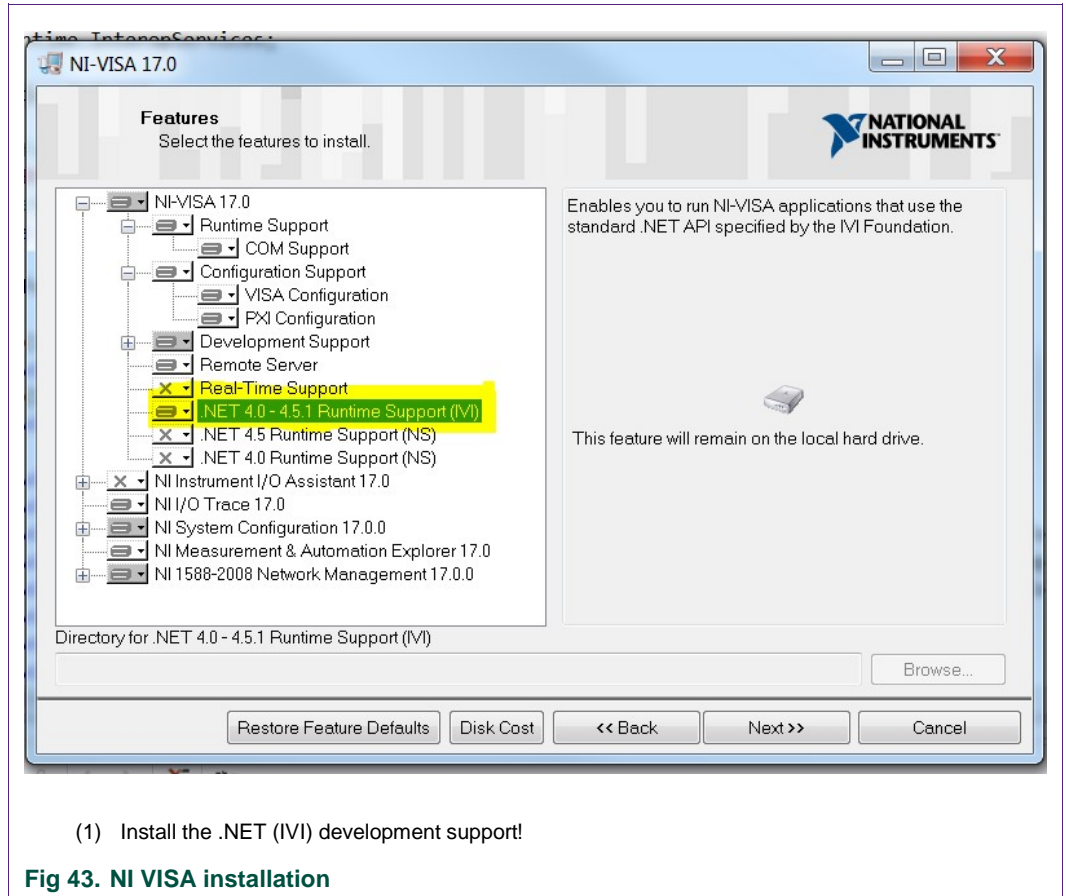 NI-VISA 17.0
Features
Select the features to install.
NATIONAL
INSTRUMENTS
NI-VISA 17.0
Runtime Support
COM Support
Configuration Support
VISA Configuration
PXI Configuration
Development Support
Remote Server
Real-Time Support
.NET 4.0 - 4.5.1 Runtime Support (IVI)
.NET 4.5 Runtime Support (NS)
.NET 4.0 Runtime Support (NS)
NI Instrument I/O Assistant 17.0
NI I/O Trace 17.0
NI System Configuration 17.0.0
NI Measurement & Automation Explorer 17.0
NI 1588-2008 Network Management 17.0.0
Enables you to run NI-VISA applications that use the
standard .NET API specified by the IVI Foundation.
This feature will remain on the local hard drive.
Directory for .NET 4.0 - 4.5.1 Runtime Support (IVI)
Browse...
Restore Feature Defaults
Disk Cost
<< Back
Next >>
Cancel
(1) Install the .NET (IVI) development support!
Fig 43. NI VISA installation